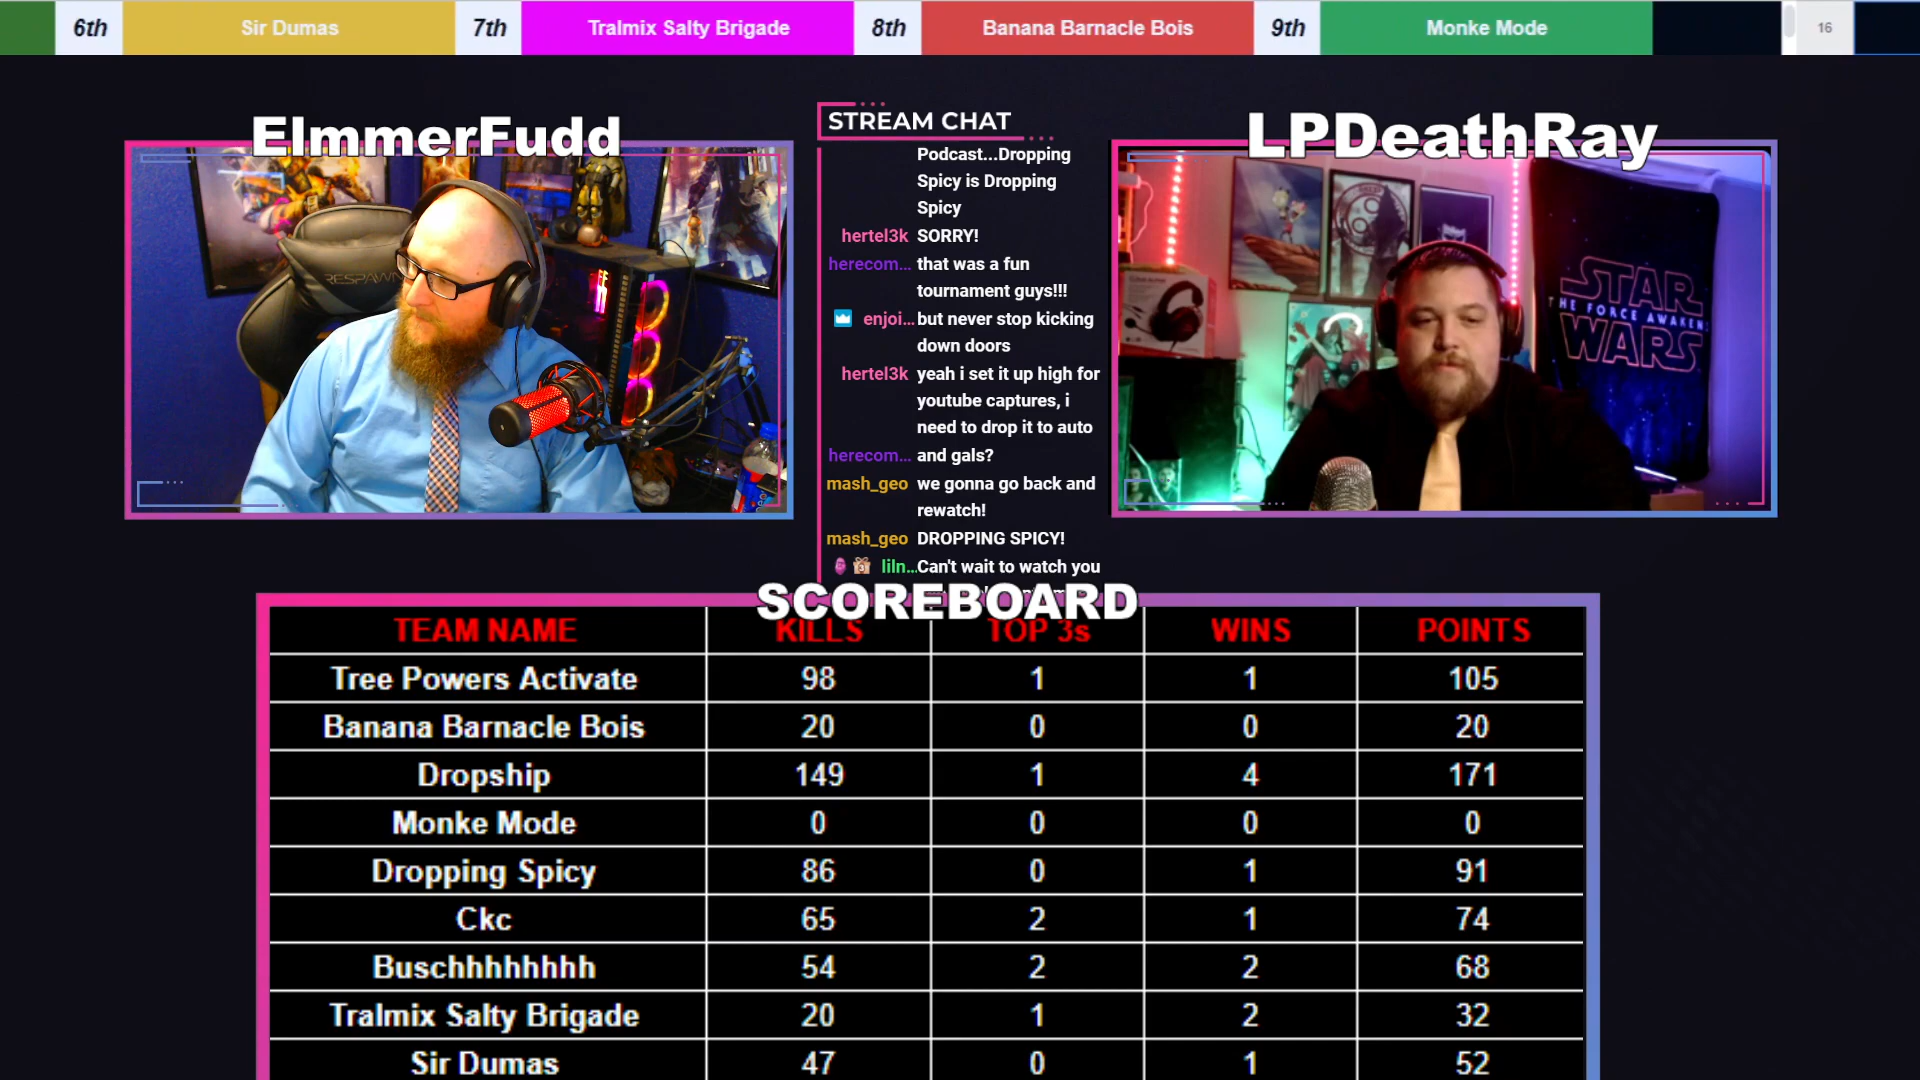 6th Sir Dumas 7th Tralmix Salty Brigade 8th Banana Barnacle Bois 9th Monke Mode 16
ElmmerFudd
STREAM CHAT
LPDeathRay
Podcast...Dropping
Spicy is Dropping
Spicy
hertel3k SORRY!
herecom... that was a fun
tournament guys!!!
enjoi... but never stop kicking
down doors
hertel3k yeah i set it up high for
youtube captures, i
need to drop it to auto
herecom... and gals?
mash_geo we gonna go back and
rewatch!
mash_geo DROPPING SPICY!
liln... Can't wait to watch you
RESPAWN
STAR
THE FORCE AWAKENS
WARS
SCOREBOARD
TEAM NAME KILLS TOP 3s WINS POINTS
Tree Powers Activate 98 1 1 105
Banana Barnacle Bois 20 0 0 20
Dropship 149 1 4 171
Monke Mode 0 0 0 0
Dropping Spicy 86 0 1 91
Ckc 65 2 1 74
Buschhhhhhhh 54 2 2 68
Tralmix Salty Brigade 20 1 2 32
Sir Dumas 47 0 1 52